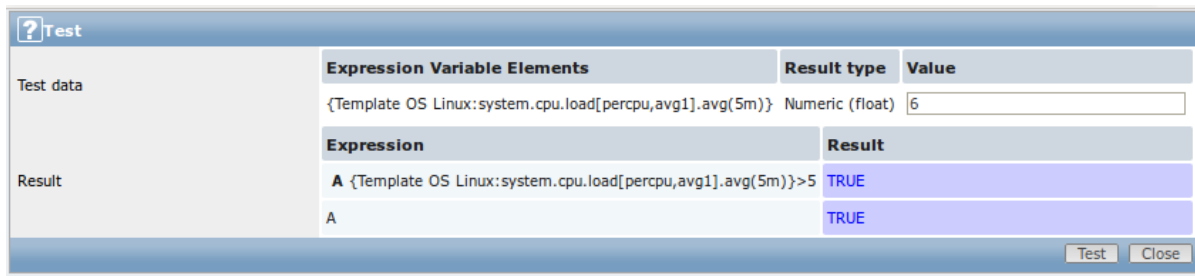 ? Test
Test data
Expression Variable Elements Result type Value
{Template OS Linux:system.cpu.load[percpu,avg1].avg(5m)} Numeric (float) 6
Result
Expression Result
A {Template OS Linux:system.cpu.load[percpu,avg1].avg(5m)}>5 TRUE
A TRUE
Test Close